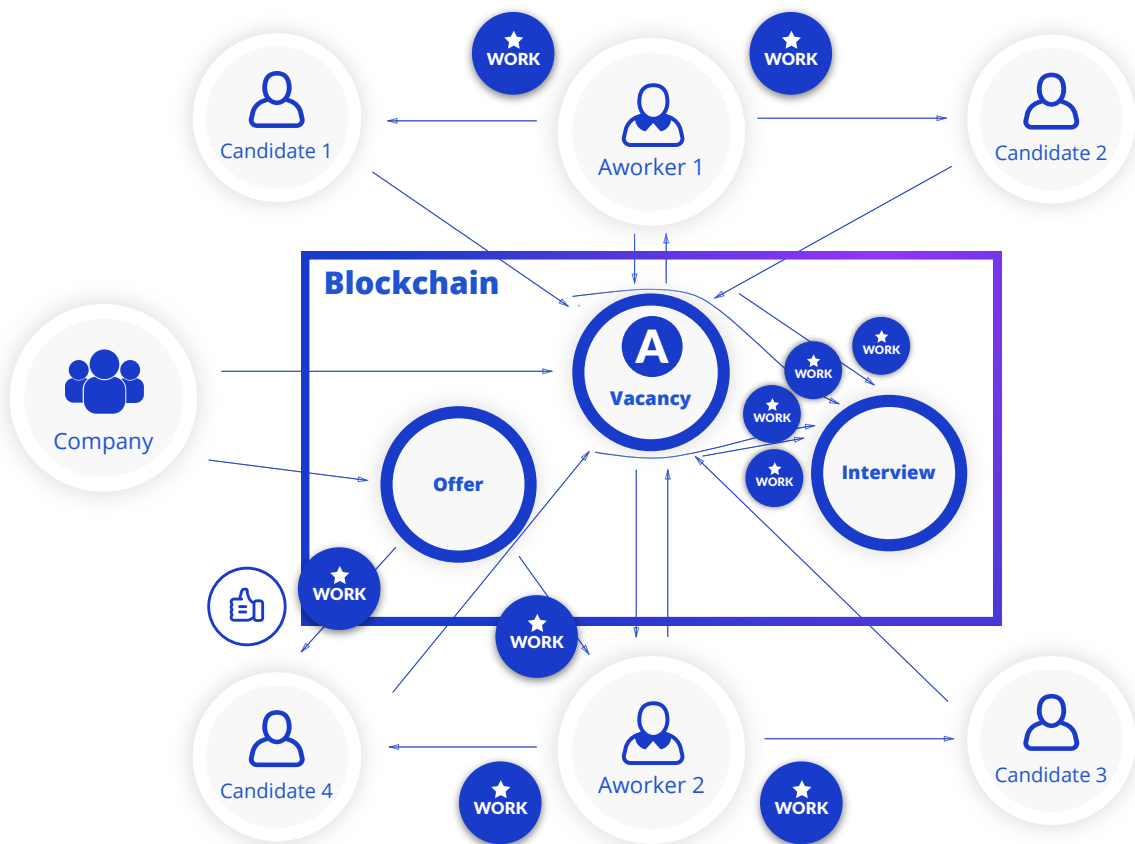 WORK
WORK
Candidate 1
Aworker 1
Candidate 2
Blockchain
A
Vacancy
WORK
WORK
WORK
WORK
Company
Offer
Interview
WORK
WORK
Candidate 4
Aworker 2
Candidate 3
WORK
WORK